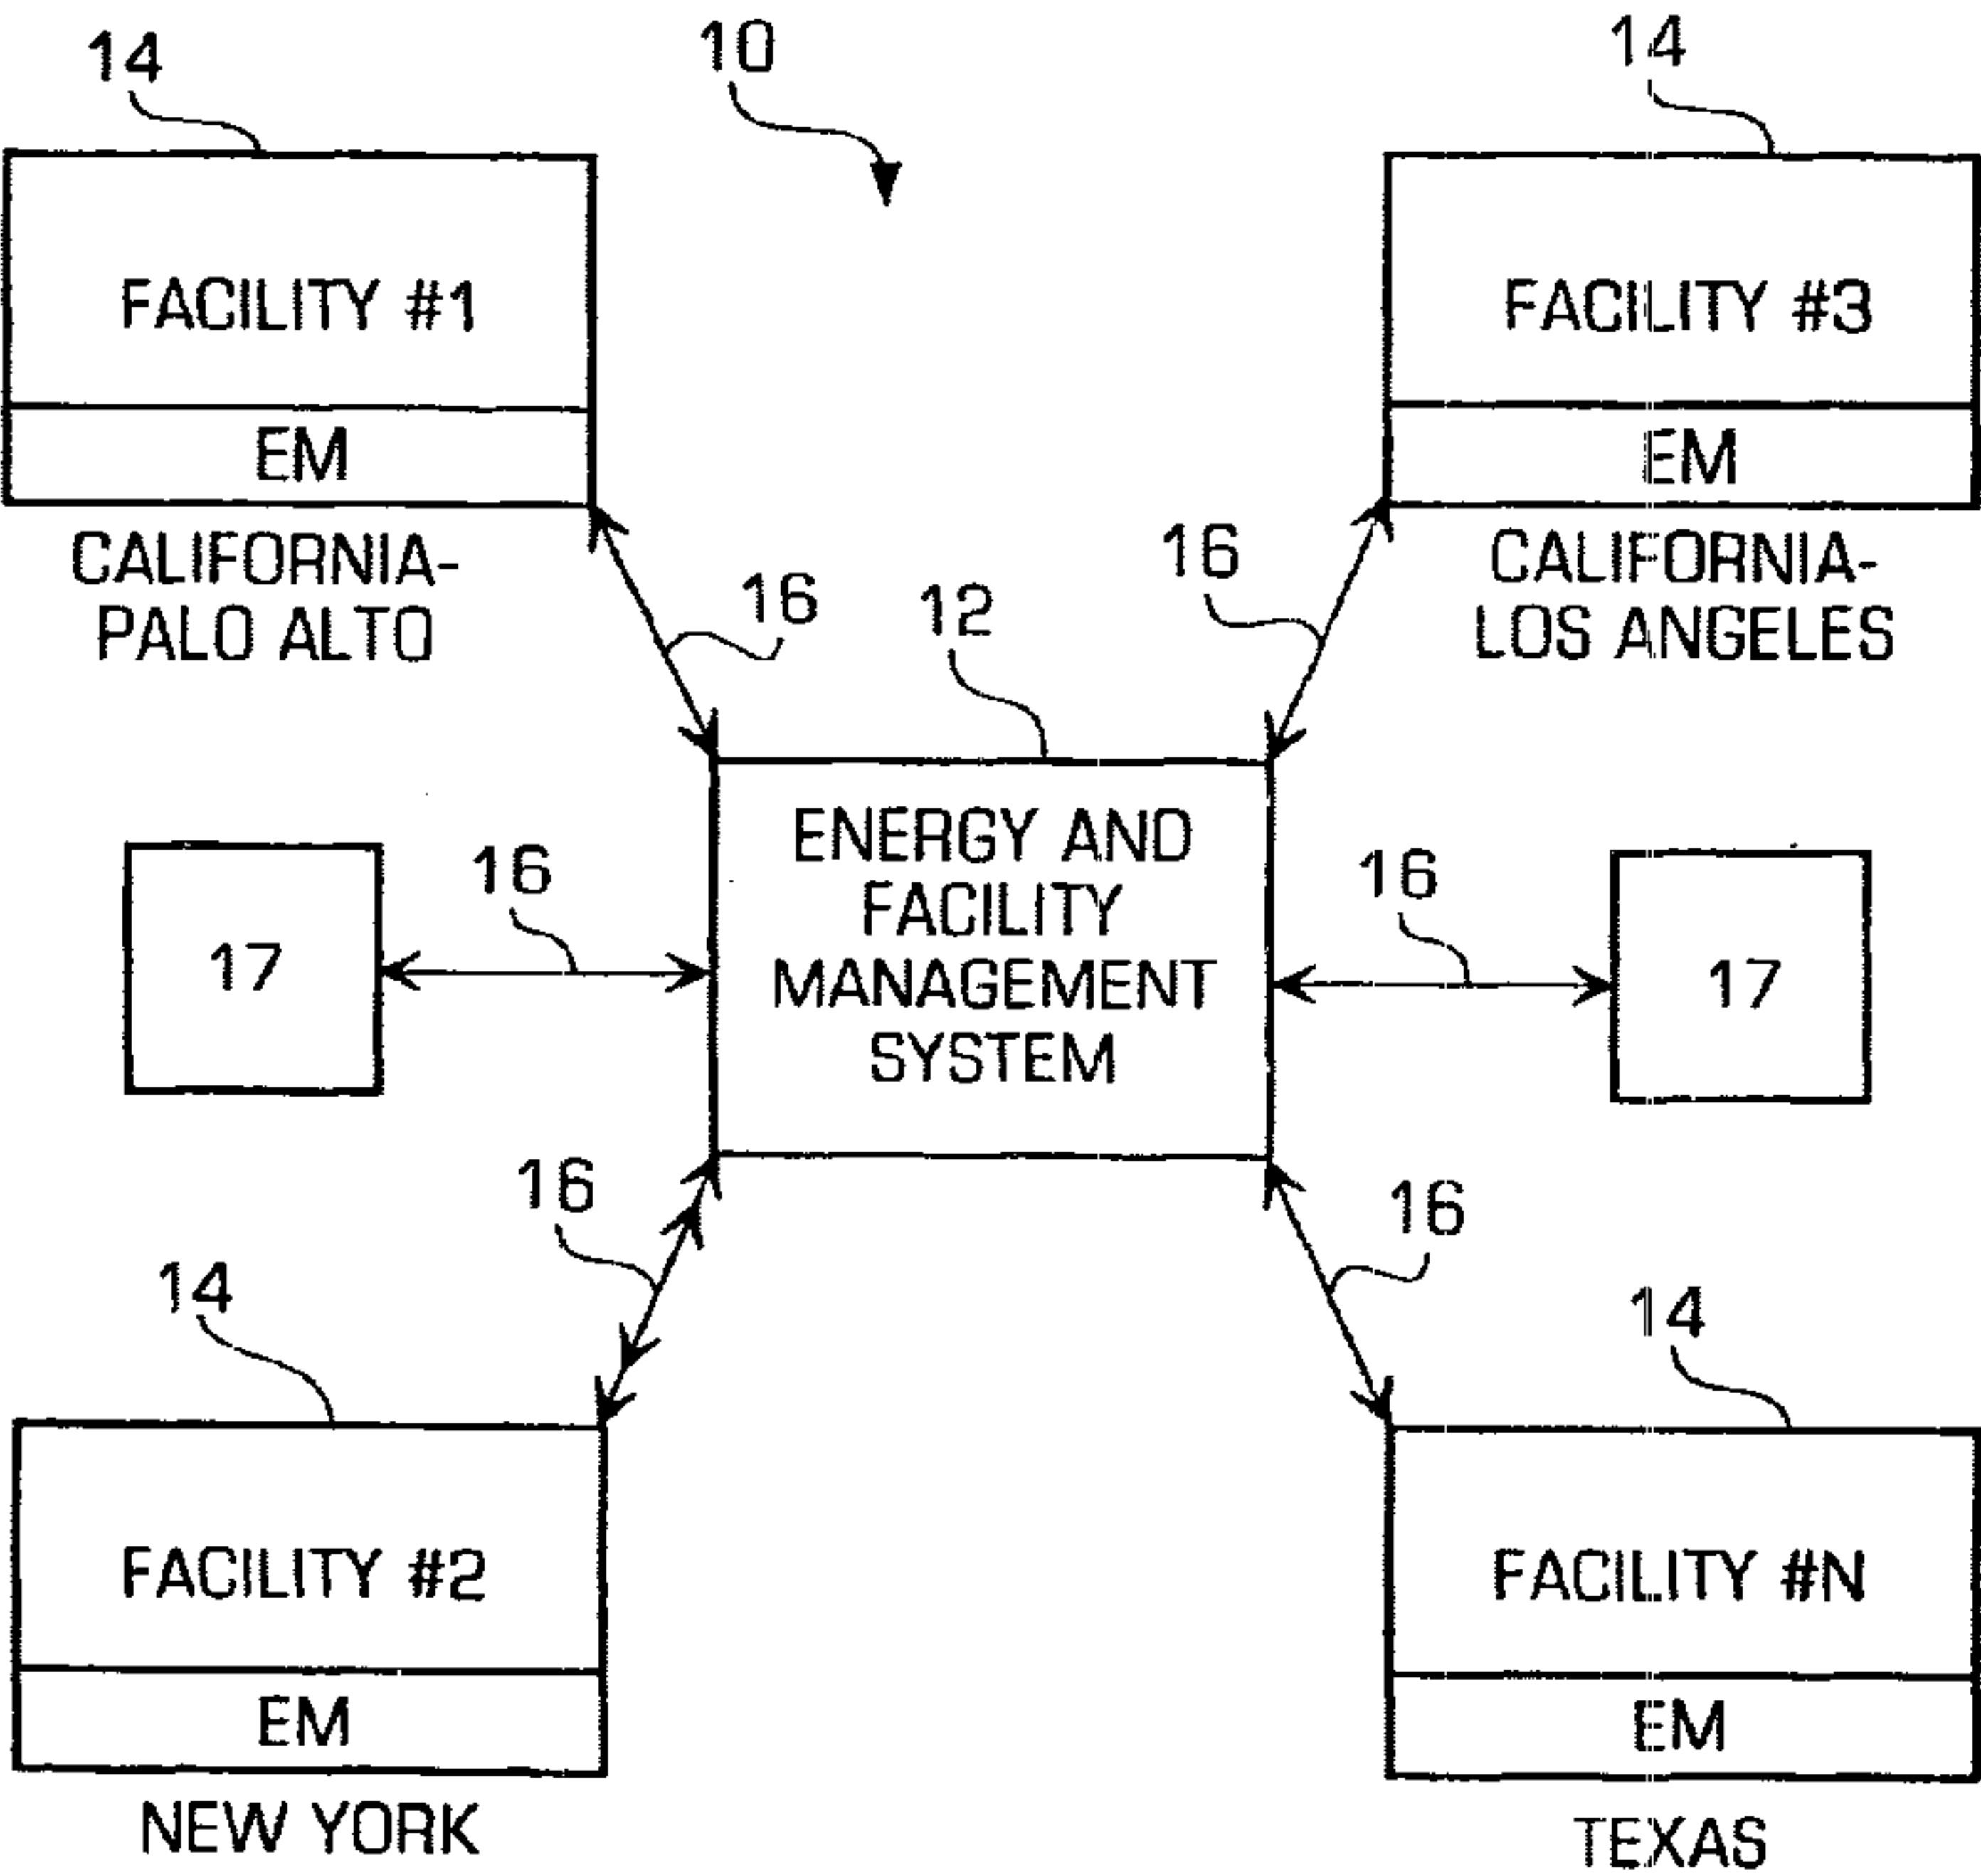 14
10
14
FACILITY #1
FACILITY #3
EM
EM
CALIFORNIA-
PALO ALTO
CALIFORNIA-
LOS ANGELES
16
12
16
ENERGY AND
FACILITY
MANAGEMENT
SYSTEM
17
16
16
17
16
16
14
14
FACILITY #2
FACILITY #N
EM
EM
NEW YORK
TEXAS